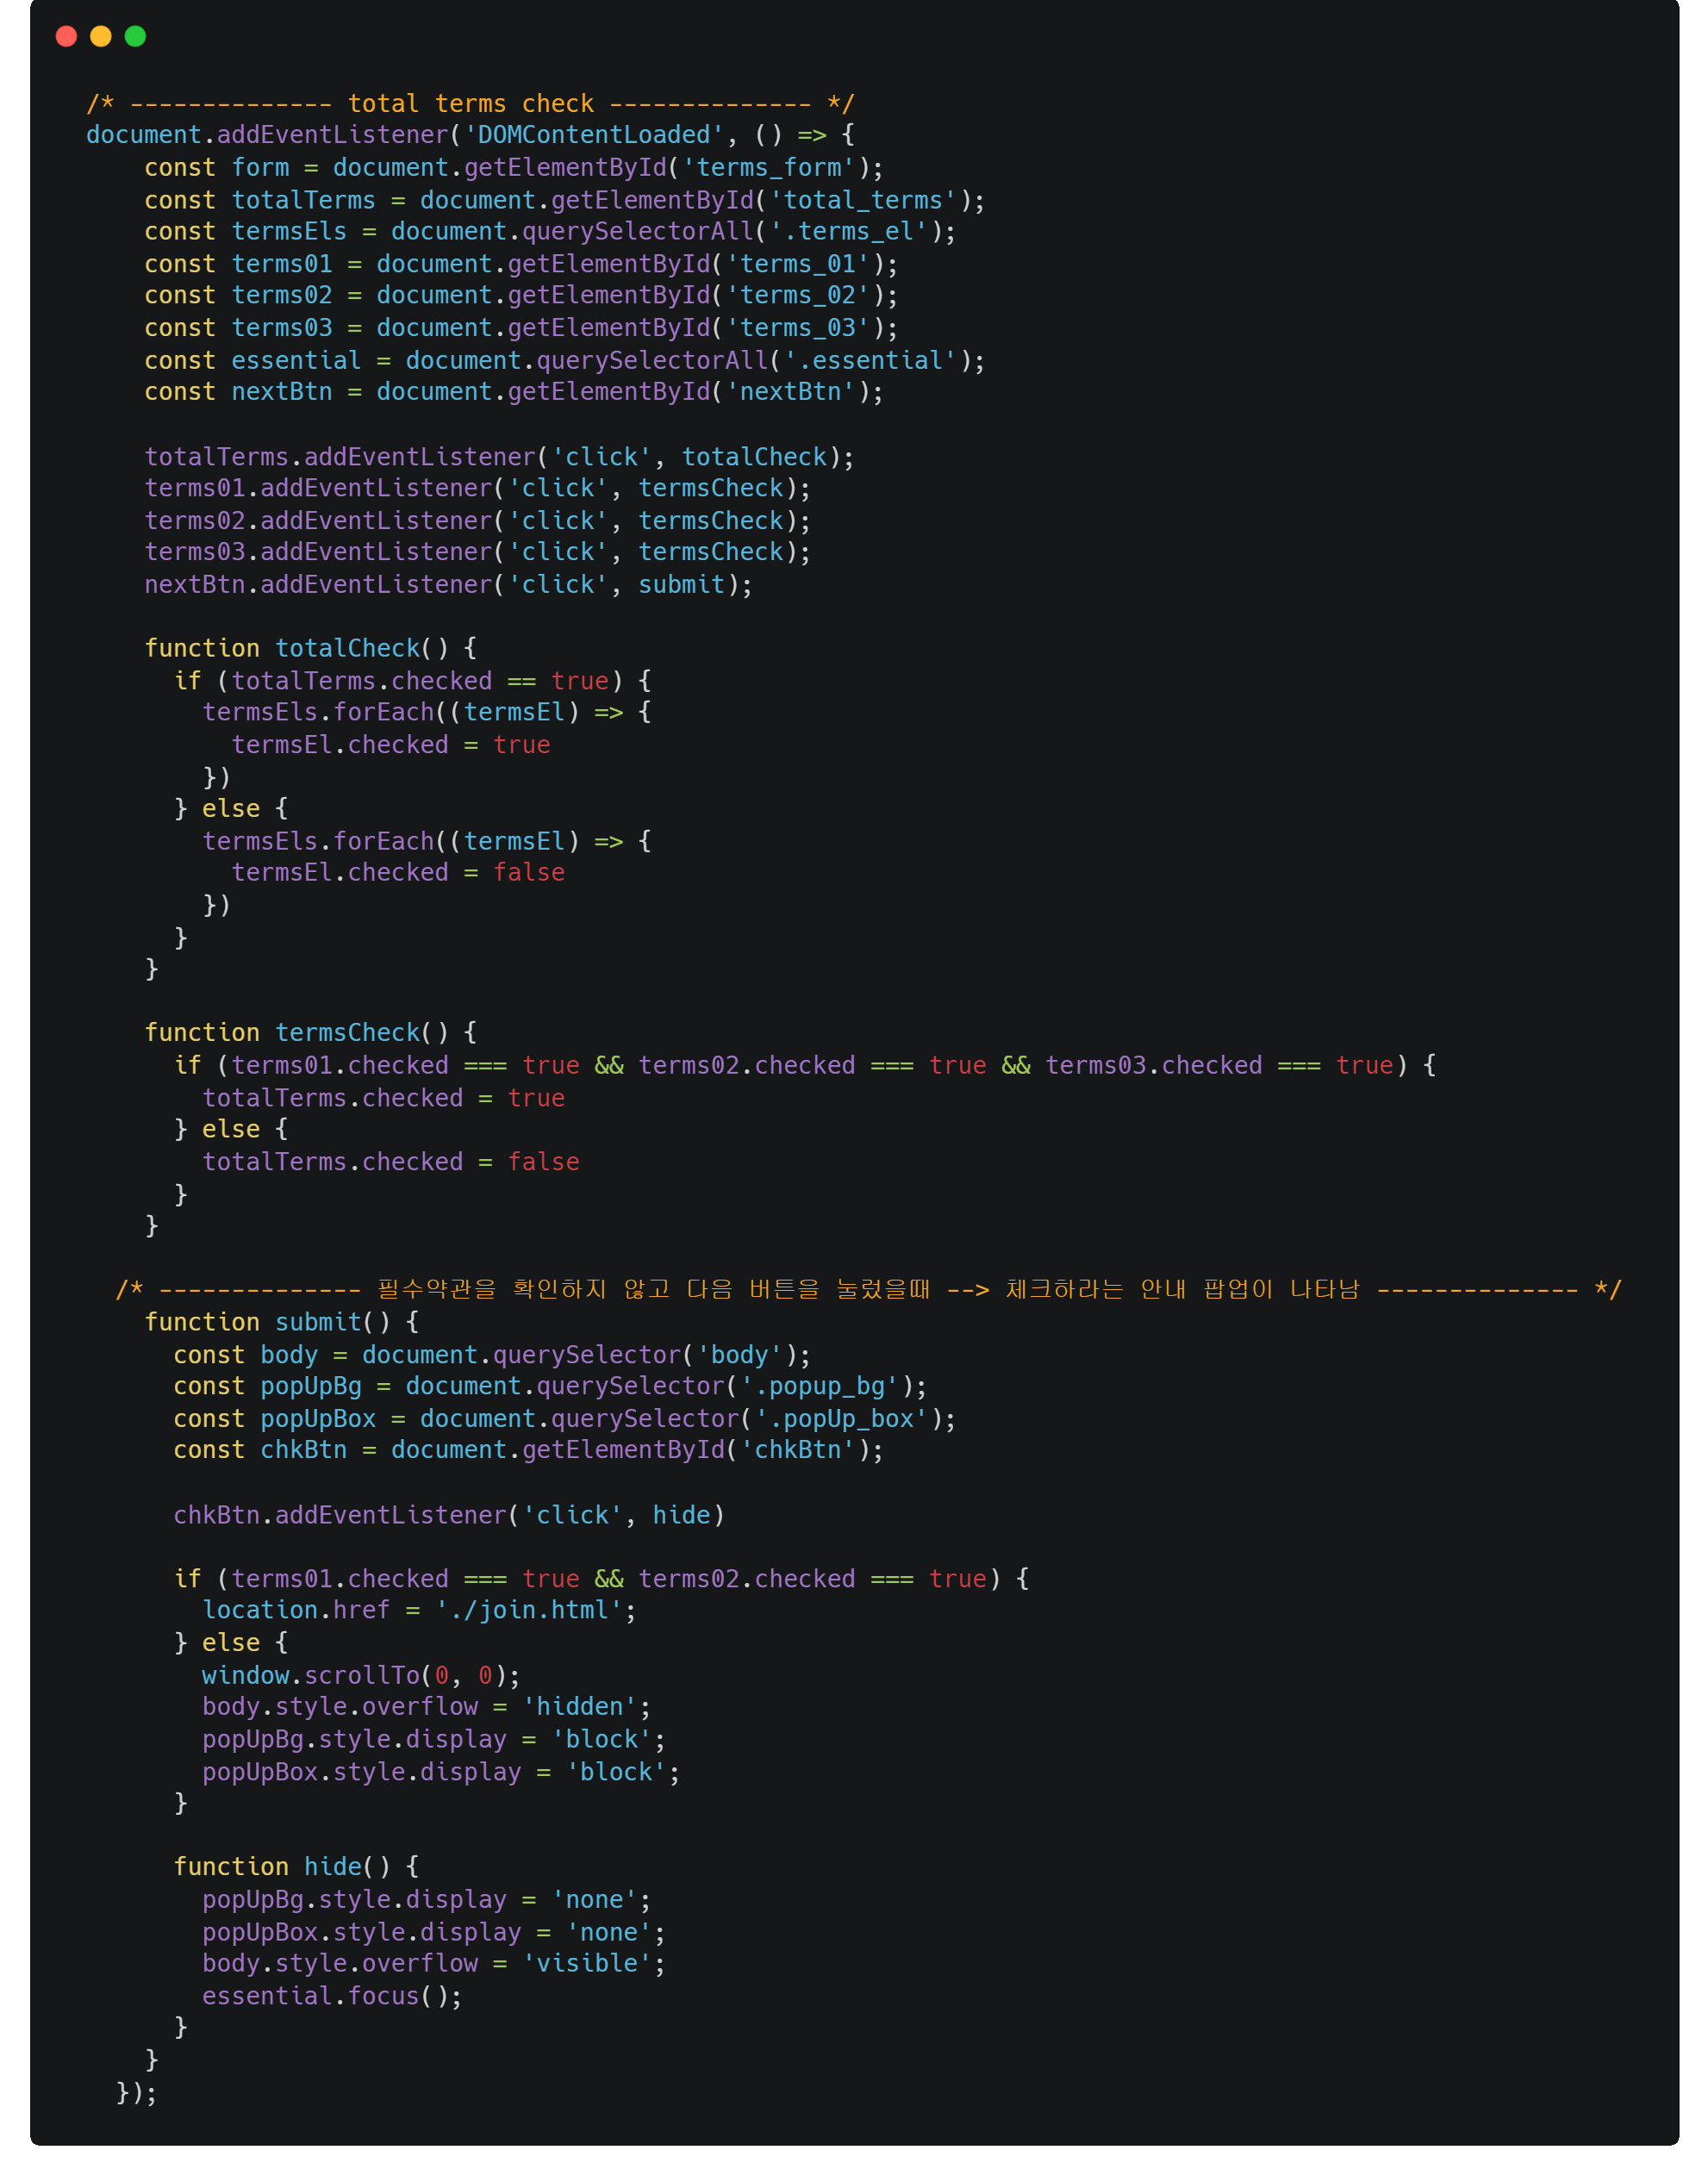 /* -------------- total terms check -------------- */
document.addEventListener('DOMContentLoaded', () => {
    const form = document.getElementById('terms_form');
    const totalTerms = document.getElementById('total_terms');
    const termsEls = document.querySelectorAll('.terms_el');
    const terms01 = document.getElementById('terms_01');
    const terms02 = document.getElementById('terms_02');
    const terms03 = document.getElementById('terms_03');
    const essential = document.querySelectorAll('.essential');
    const nextBtn = document.getElementById('nextBtn');

    totalTerms.addEventListener('click', totalCheck);
    terms01.addEventListener('click', termsCheck);
    terms02.addEventListener('click', termsCheck);
    terms03.addEventListener('click', termsCheck);
    nextBtn.addEventListener('click', submit);

    function totalCheck() {
      if (totalTerms.checked == true) {
        termsEls.forEach((termsEl) => {
          termsEl.checked = true
        })
      } else {
        termsEls.forEach((termsEl) => {
          termsEl.checked = false
        })
      }
    }

    function termsCheck() {
      if (terms01.checked === true && terms02.checked === true && terms03.checked === true) {
        totalTerms.checked = true
      } else {
        totalTerms.checked = false
      }
    }

  /* -------------- 필수약관을 확인하지 않고 다음 버튼을 눌렀을때 --> 체크하라는 안내 팝업이 나타남 -------------- */
    function submit() {
      const body = document.querySelector('body');
      const popUpBg = document.querySelector('.popup_bg');
      const popUpBox = document.querySelector('.popUp_box');
      const chkBtn = document.getElementById('chkBtn');

      chkBtn.addEventListener('click', hide)

      if (terms01.checked === true && terms02.checked === true) {
        location.href = './join.html';
      } else {
        window.scrollTo(0, 0);
        body.style.overflow = 'hidden';
        popUpBg.style.display = 'block';
        popUpBox.style.display = 'block';
      }

      function hide() {
        popUpBg.style.display = 'none';
        popUpBox.style.display = 'none';
        body.style.overflow = 'visible';
        essential.focus();
      }
    }
  });